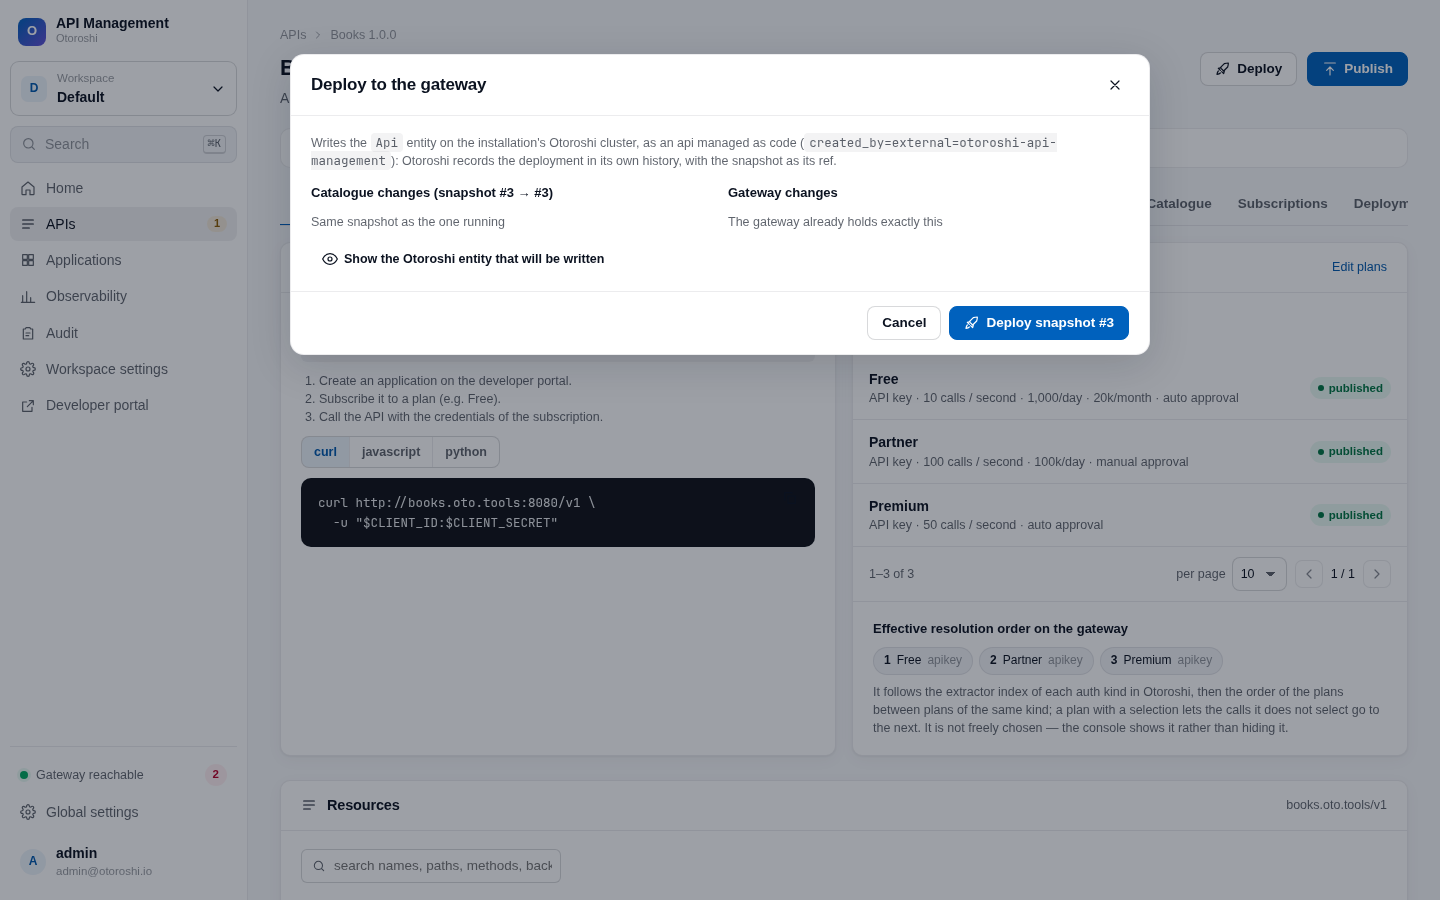 O
API Management
Otoroshi
D
Workspace
Default
Search
⌘K
Home
APIs
1
Applications
Observability
Audit
Workspace settings
Developer portal
Gateway reachable
2
Global settings
A
admin
admin@otoroshi.io
APIs
Books 1.0.0
Deploy
Publish
Catalogue
Subscriptions
Deploym
Deploy to the gateway
Writes the Api entity on the installation's Otoroshi cluster, as an api managed as code (created_by=external=otoroshi-api-
management): Otoroshi records the deployment in its own history, with the snapshot as its ref.
Catalogue changes (snapshot #3 → #3)
Same snapshot as the one running
Gateway changes
The gateway already holds exactly this
Show the Otoroshi entity that will be written
Cancel
Deploy snapshot #3
1. Create an application on the developer portal.
2. Subscribe it to a plan (e.g. Free).
3. Call the API with the credentials of the subscription.
curl
javascript
python
curl http://books.oto.tools:8080/v1 \
-u "$CLIENT_ID:$CLIENT_SECRET"
Edit plans
Free
API key · 10 calls / second · 1,000/day · 20k/month · auto approval
published
Partner
API key · 100 calls / second · 100k/day · manual approval
published
Premium
API key · 50 calls / second · auto approval
published
1–3 of 3
per page
10
1 / 1
Effective resolution order on the gateway
1 Free apikey
2 Partner apikey
3 Premium apikey
It follows the extractor index of each auth kind in Otoroshi, then the order of the plans
between plans of the same kind; a plan with a selection lets the calls it does not select go to
the next. It is not freely chosen — the console shows it rather than hiding it.
Resources
books.oto.tools/v1
search names, paths, methods, back